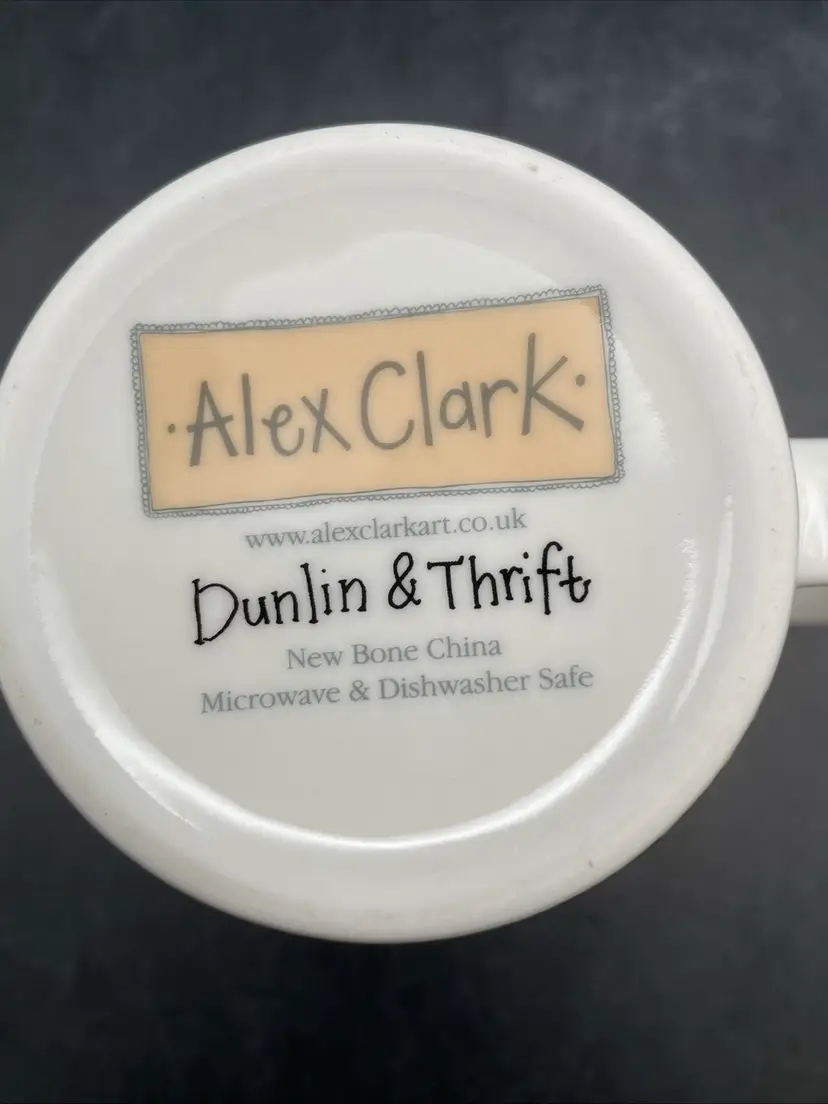 ·Alex Clark·
www.alexclarkart.co.uk
Dunlin & Thrift
New Bone China
Microwave & Dishwasher Safe